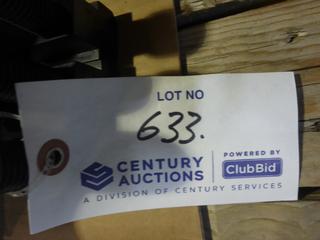 LOT NO
633.
CENTURY
AUCTIONS
POWERED BY
ClubBid
A DIVISION OF CENTURY SERVICES